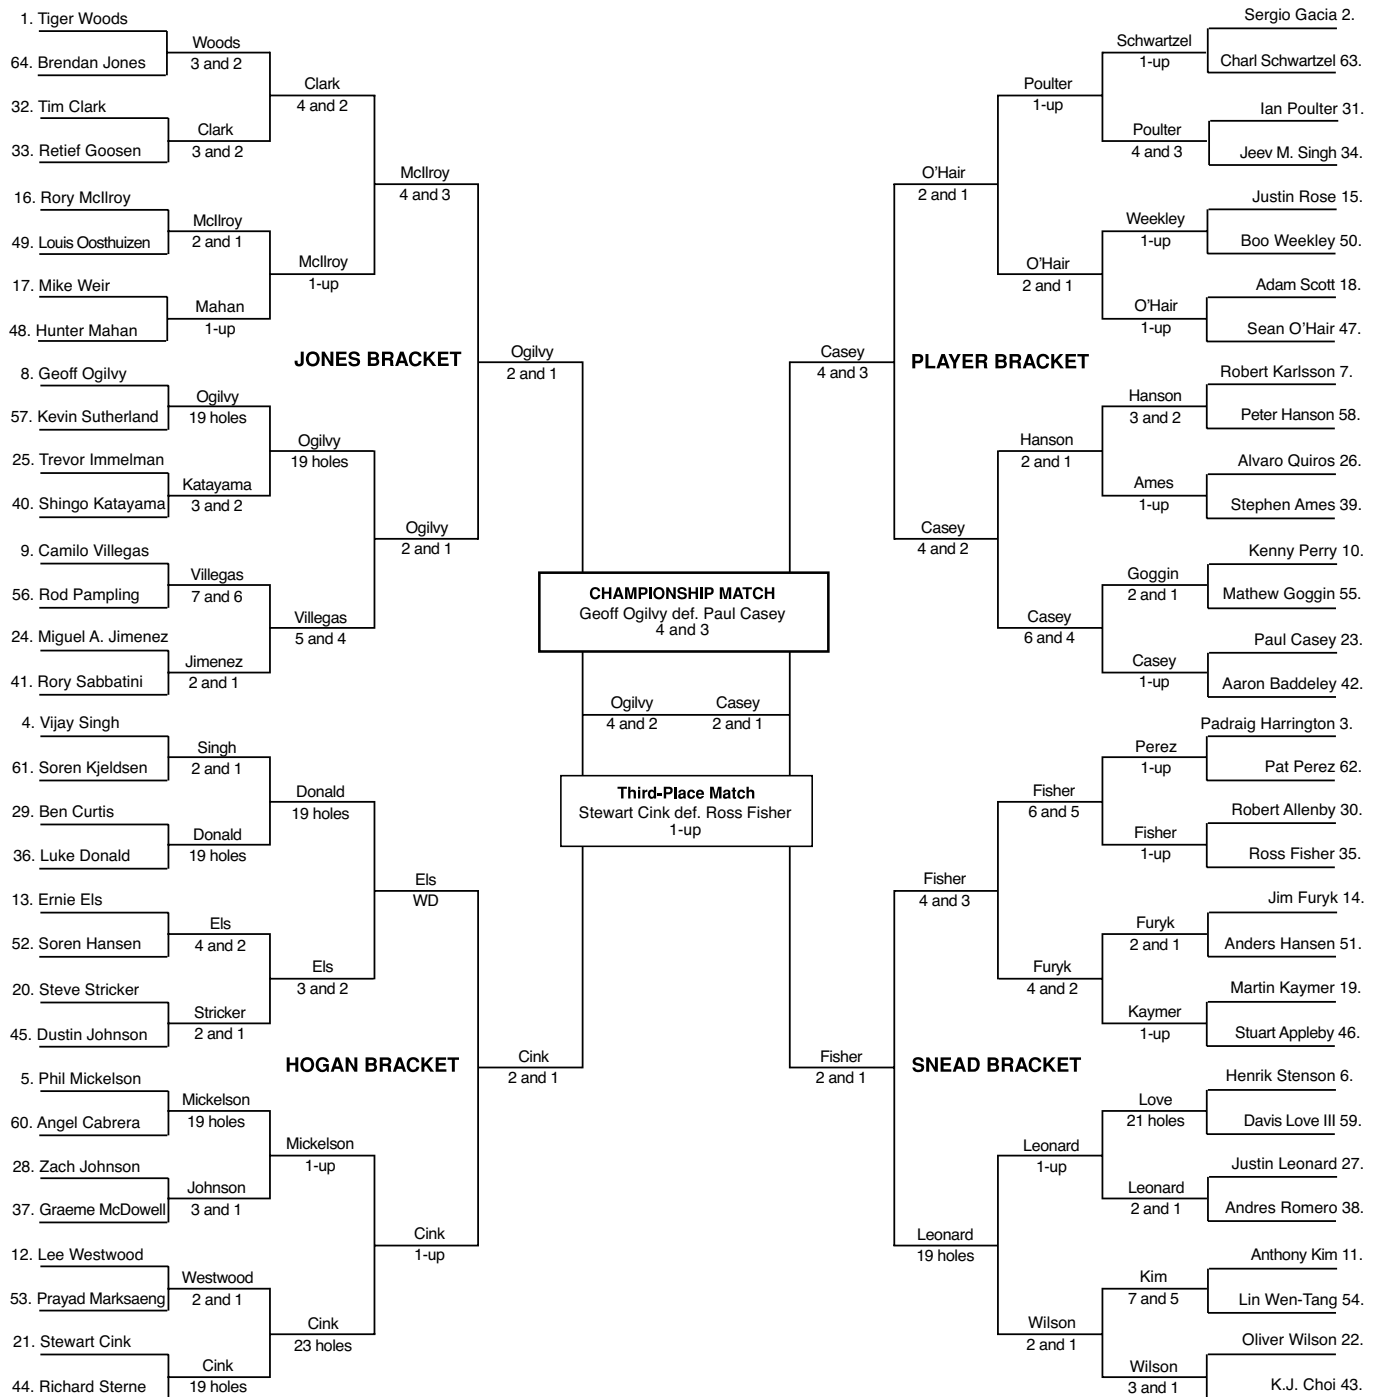 1. Tiger Woods
64. Brendan Jones
32. Tim Clark
33. Retief Goosen
16. Rory McIlroy
49. Louis Oosthuizen
17. Mike Weir
48. Hunter Mahan
8. Geoff Ogilvy
57. Kevin Sutherland
25. Trevor Immelman
40. Shingo Katayama
9. Camilo Villegas
56. Rod Pampling
24. Miguel A. Jimenez
41. Rory Sabbatini
4. Vijay Singh
61. Soren Kjeldsen
29. Ben Curtis
36. Luke Donald
13. Ernie Els
52. Soren Hansen
20. Steve Stricker
45. Dustin Johnson
5. Phil Mickelson
60. Angel Cabrera
28. Zach Johnson
37. Graeme McDowell
12. Lee Westwood
53. Prayad Marksaeng
21. Stewart Cink
44. Richard Sterne
Woods
3 and 2
Clark
3 and 2
McIlroy
2 and 1
Mahan
1-up
Ogilvy
19 holes
Katayama
3 and 2
Villegas
7 and 6
Jimenez
2 and 1
Singh
2 and 1
Donald
19 holes
Els
4 and 2
Stricker
2 and 1
Mickelson
19 holes
Johnson
3 and 1
Westwood
2 and 1
Cink
19 holes
Clark
4 and 2
McIlroy
1-up
Ogilvy
19 holes
Villegas
5 and 4
Donald
19 holes
Els
3 and 2
Mickelson
1-up
Cink
23 holes
McIlroy
4 and 3
Ogilvy
2 and 1
Els
WD
Cink
1-up
JONES BRACKET
HOGAN BRACKET
Ogilvy
2 and 1
Cink
2 and 1
CHAMPIONSHIP MATCH
Geoff Ogilvy def. Paul Casey
4 and 3
Ogilvy
4 and 2
Casey
2 and 1
Third-Place Match
Stewart Cink def. Ross Fisher
1-up
Casey
4 and 3
Fisher
2 and 1
PLAYER BRACKET
SNEAD BRACKET
O'Hair
2 and 1
Casey
4 and 2
Fisher
4 and 3
Leonard
19 holes
Poulter
1-up
O'Hair
2 and 1
Hanson
2 and 1
Casey
6 and 4
Fisher
6 and 5
Furyk
4 and 2
Leonard
1-up
Wilson
2 and 1
Schwartzel
1-up
Poulter
4 and 3
Weekley
1-up
O'Hair
1-up
Hanson
3 and 2
Ames
1-up
Goggin
2 and 1
Casey
1-up
Perez
1-up
Fisher
1-up
Furyk
2 and 1
Kaymer
1-up
Love
21 holes
Leonard
2 and 1
Kim
7 and 5
Wilson
3 and 1
Sergio Gacia 2.
Charl Schwartzel 63.
Ian Poulter 31.
Jeev M. Singh 34.
Justin Rose 15.
Boo Weekley 50.
Adam Scott 18.
Sean O'Hair 47.
Robert Karlsson 7.
Peter Hanson 58.
Alvaro Quiros 26.
Stephen Ames 39.
Kenny Perry 10.
Mathew Goggin 55.
Paul Casey 23.
Aaron Baddeley 42.
Padraig Harrington 3.
Pat Perez 62.
Robert Allenby 30.
Ross Fisher 35.
Jim Furyk 14.
Anders Hansen 51.
Martin Kaymer 19.
Stuart Appleby 46.
Henrik Stenson 6.
Davis Love III 59.
Justin Leonard 27.
Andres Romero 38.
Anthony Kim 11.
Lin Wen-Tang 54.
Oliver Wilson 22.
K.J. Choi 43.